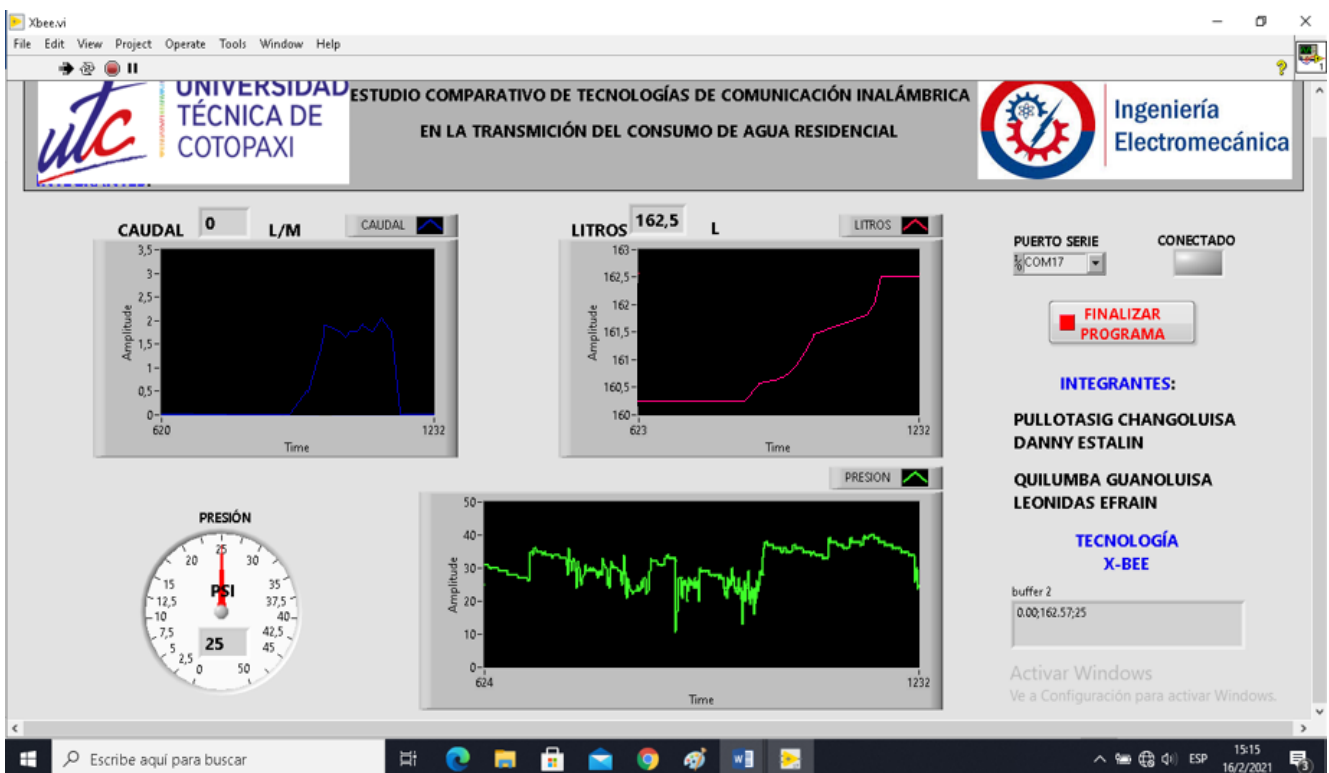 Xbee.vi
File Edit View Project Operate Tools Window Help
1
utc
UNIVERSIDAD
TÉCNICA DE
COTOPAXI
ESTUDIO COMPARATIVO DE TECNOLOGÍAS DE COMUNICACIÓN INALÁMBRICA
EN LA TRANSMICIÓN DEL CONSUMO DE AGUA RESIDENCIAL
Ingeniería
Electromecánica
INTEGRANTES:
CAUDAL 0 L/M CAUDAL
3,5
3
2,5
2
1,5
1
0,5
0
Amplitude
620 1232
Time
LITROS 162,5 L LITROS
163
162,5
162
161,5
161
160,5
160
Amplitude
623 1232
Time
PUERTO SERIE CONECTADO
COM17
FINALIZAR
PROGRAMA
INTEGRANTES:
PULLOTASIG CHANGOLUISA
DANNY ESTALIN
QUILUMBA GUANOLUISA
LEONIDAS EFRAIN
TECNOLOGÍA
X-BEE
buffer 2
0.00;162.57;25
PRESIÓN
0 2,5 5 7,5 10 12,5 15 20 25 30 35 37,5 40 42,5 45 50
PSI
25
PRESION
50
40
30
20
10
0
Amplitude
624 1232
Time
Activar Windows
Ve a Configuración para activar Windows.
Escribe aquí para buscar
ESP
15:15
16/2/2021
3